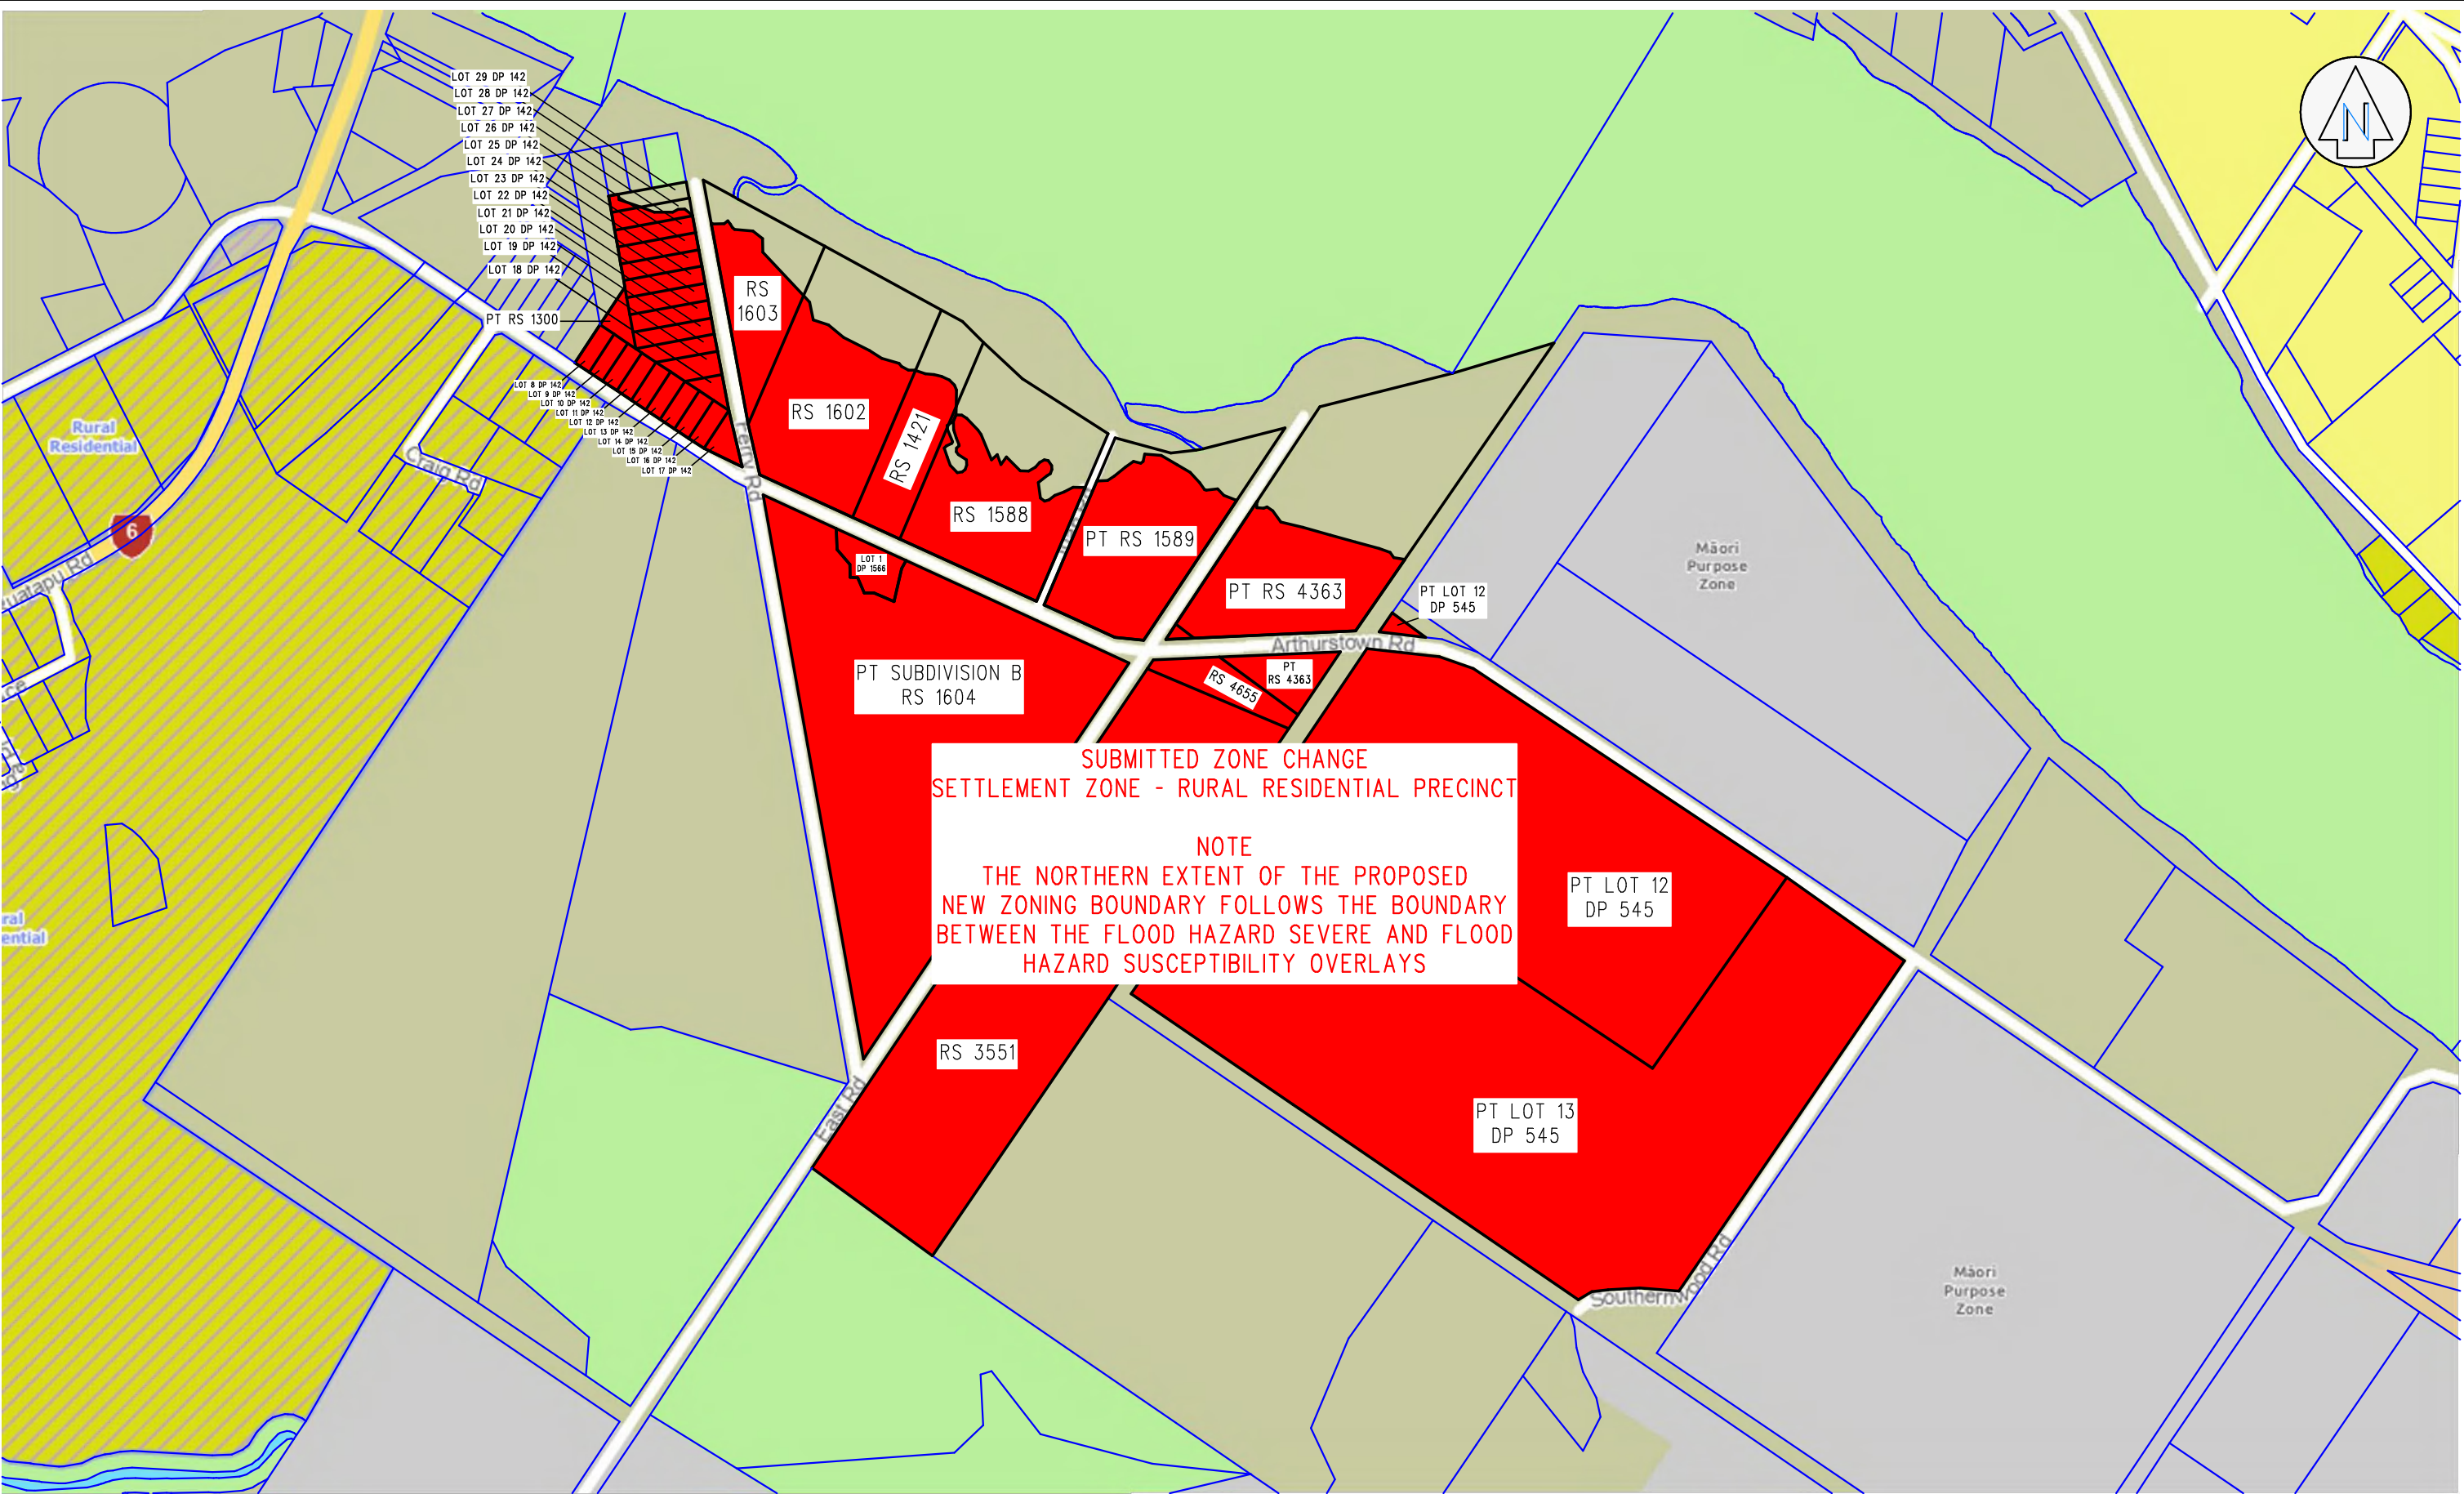 LOT 29 DP 142
LOT 28 DP 142
LOT 27 DP 142
LOT 26 DP 142
LOT 25 DP 142
LOT 24 DP 142
LOT 23 DP 142
LOT 22 DP 142
LOT 21 DP 142
LOT 20 DP 142
LOT 19 DP 142
LOT 18 DP 142
PT RS 1300
LOT 8 DP 142
LOT 9 DP 142
LOT 10 DP 142
LOT 11 DP 142
LOT 12 DP 142
LOT 13 DP 142
LOT 14 DP 142
LOT 15 DP 142
LOT 16 DP 142
LOT 17 DP 142
N
RS
1603
RS 1602
RS 1421
RS 1588
PT RS 1589
PT RS 4363
PT LOT 12
DP 545
LOT 1
DP 1566
Ferry Rd
Craig Rd
Rural
Residential
6
Arthurstown Rd
PT
RS 4363
RS 4655
PT SUBDIVISION B
RS 1604
Māori
Purpose
Zone
SUBMITTED ZONE CHANGE
SETTLEMENT ZONE - RURAL RESIDENTIAL PRECINCT
NOTE
THE NORTHERN EXTENT OF THE PROPOSED
NEW ZONING BOUNDARY FOLLOWS THE BOUNDARY
BETWEEN THE FLOOD HAZARD SEVERE AND FLOOD
HAZARD SUSCEPTIBILITY OVERLAYS
PT LOT 12
DP 545
RS 3551
East Rd
PT LOT 13
DP 545
Southernwood Rd
Māori
Purpose
Zone